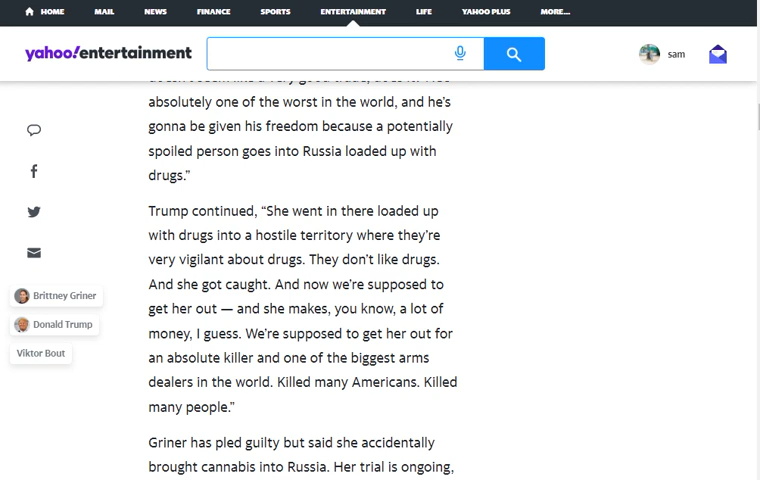 HOME MAIL NEWS FINANCE SPORTS ENTERTAINMENT LIFE YAHOO PLUS MORE...
yahoo!entertainment
sam
absolutely one of the worst in the world, and he's
gonna be given his freedom because a potentially
spoiled person goes into Russia loaded up with
drugs.”
Trump continued, “She went in there loaded up
with drugs into a hostile territory where they're
very vigilant about drugs. They don't like drugs.
And she got caught. And now we're supposed to
get her out — and she makes, you know, a lot of
money, I guess. We're supposed to get her out for
an absolute killer and one of the biggest arms
dealers in the world. Killed many Americans. Killed
many people.”
Griner has pled guilty but said she accidentally
brought cannabis into Russia. Her trial is ongoing,
Brittney Griner
Donald Trump
Viktor Bout